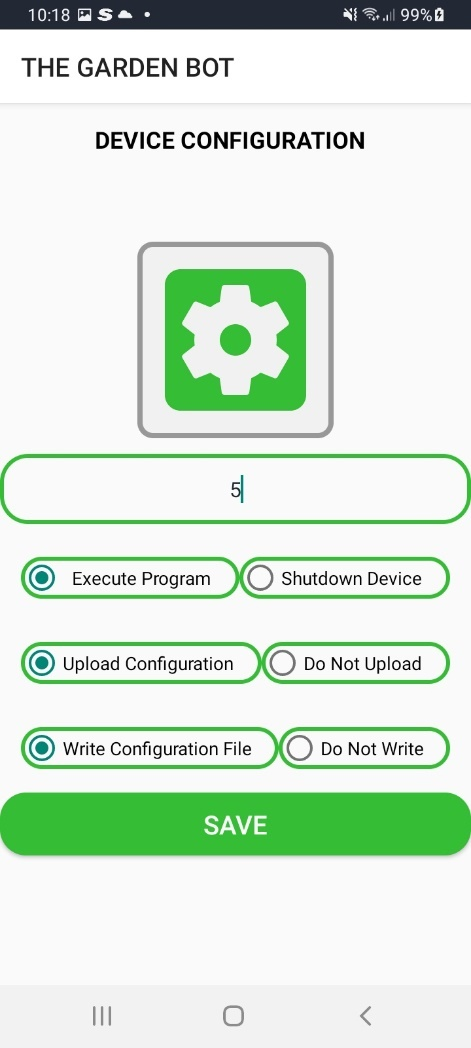 10:18 S 99%
THE GARDEN BOT
DEVICE CONFIGURATION
5
Execute Program Shutdown Device
Upload Configuration Do Not Upload
Write Configuration File Do Not Write
SAVE